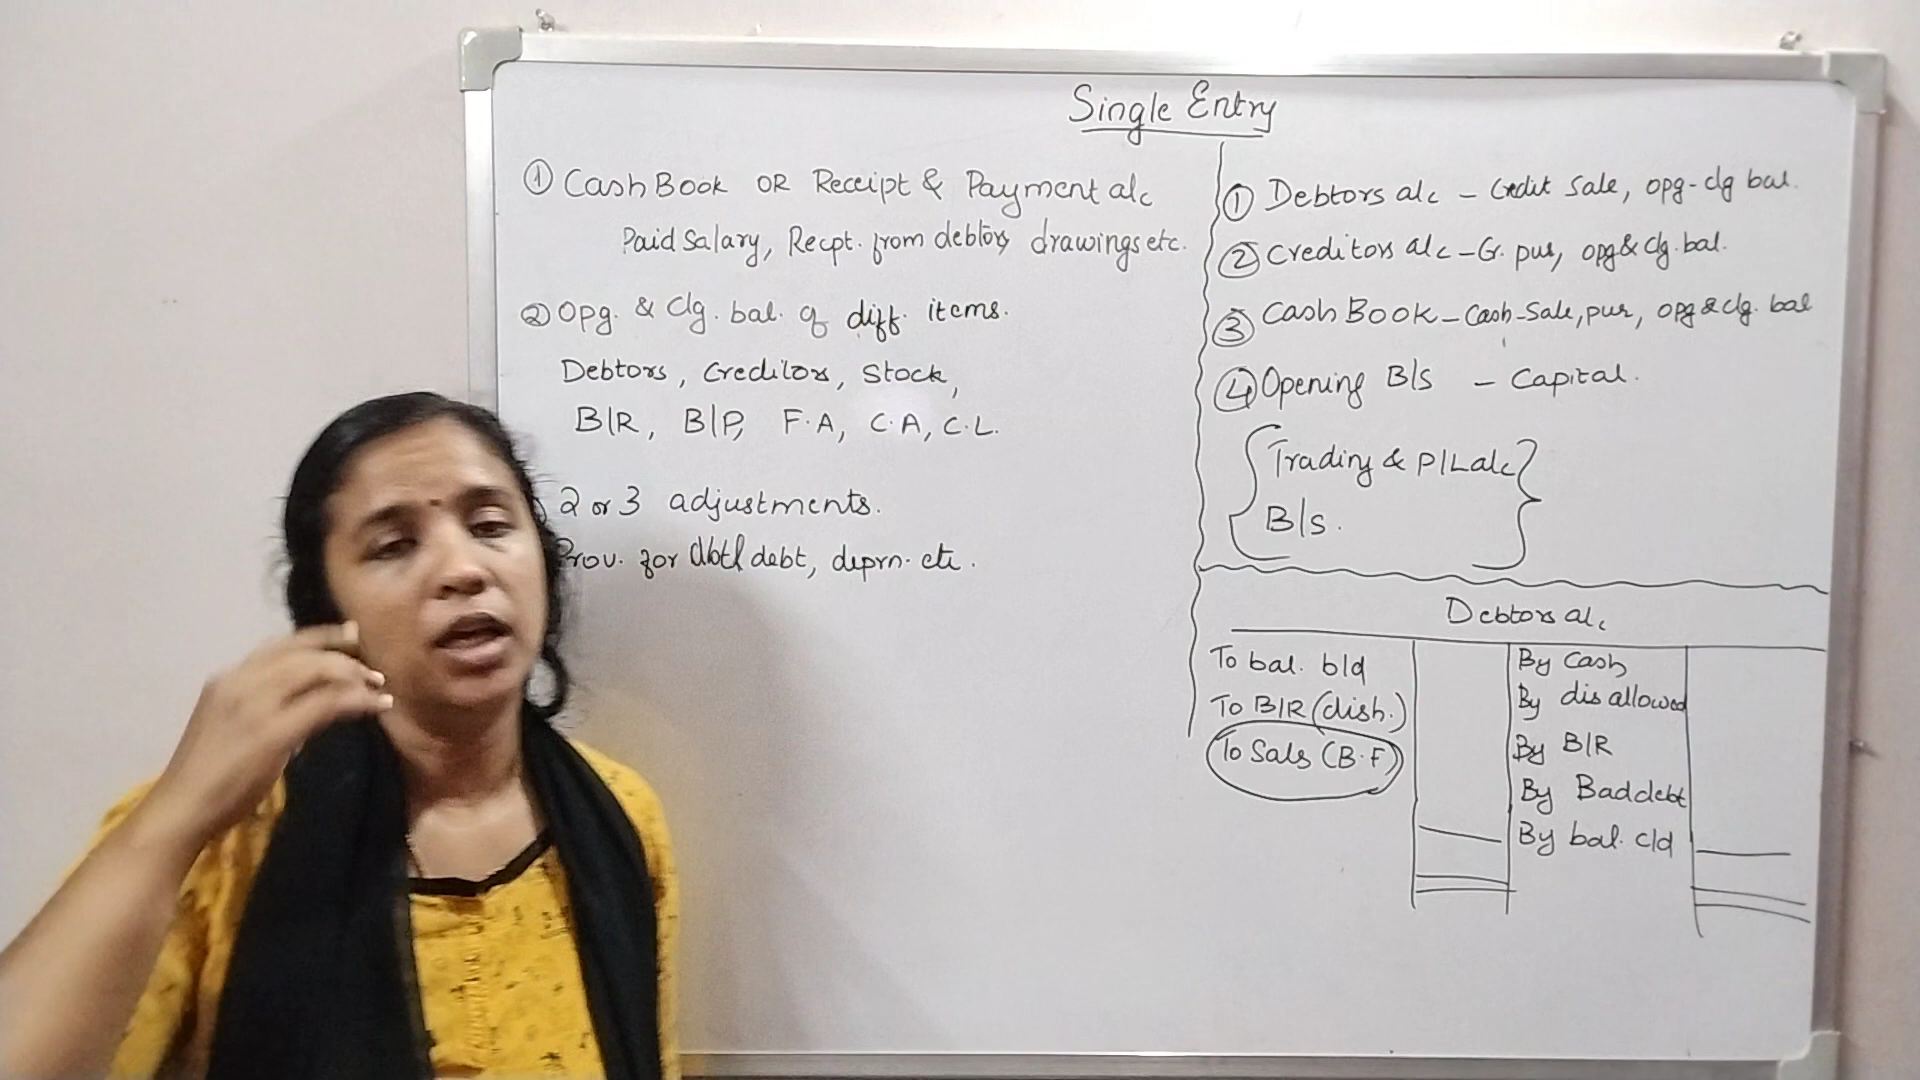 Single Entry
① Cash Book OR Receipt & Payment a/c
Paid Salary, Recpt. from debtors, drawings etc.
② Opg. & Clg. bal. of diff. items.
Debtors, Creditors, Stock,
B/R, B/P, F.A, C.A, C.L.
2 or 3 adjustments.
Prov. for dbtf debt, deprn. etc.
① Debtors a/c - Credit Sale, opg-clg bal.
② Creditors a/c - Cr. pur, opg & clg. bal.
③ Cash Book - Cash-Sale, pur, opg & clg. bal
④ Opening B/S - Capital.
Trading & P/L a/c
B/S.
Debtors a/c
To bal. b/d
To B/R (dish.)
To Sals (B.F)
By Cash
By dis allowed
By B/R
By Bad debt
By bal. c/d